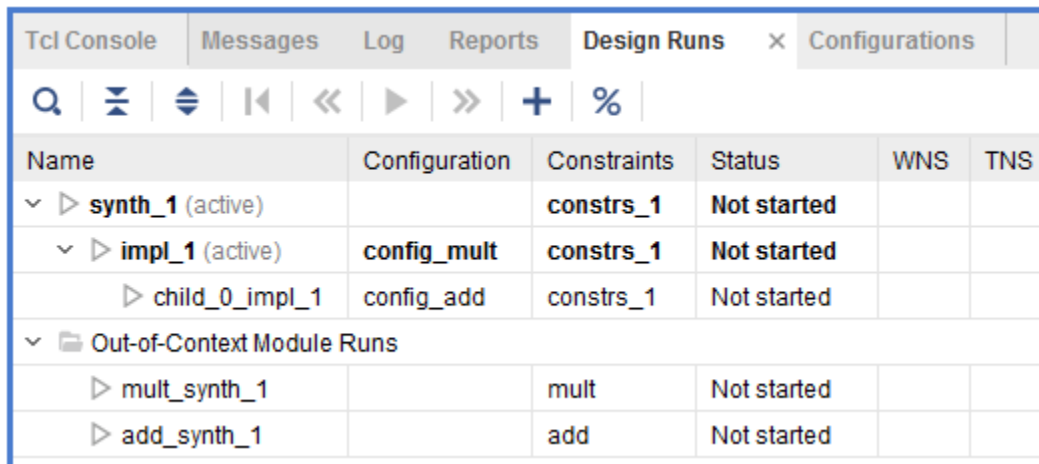 Tcl Console Messages Log Reports Design Runs × Configurations
%
Name Configuration Constraints Status WNS TNS
synth_1 (active) constrs_1 Not started
impl_1 (active) config_mult constrs_1 Not started
child_0_impl_1 config_add constrs_1 Not started
Out-of-Context Module Runs
mult_synth_1 mult Not started
add_synth_1 add Not started